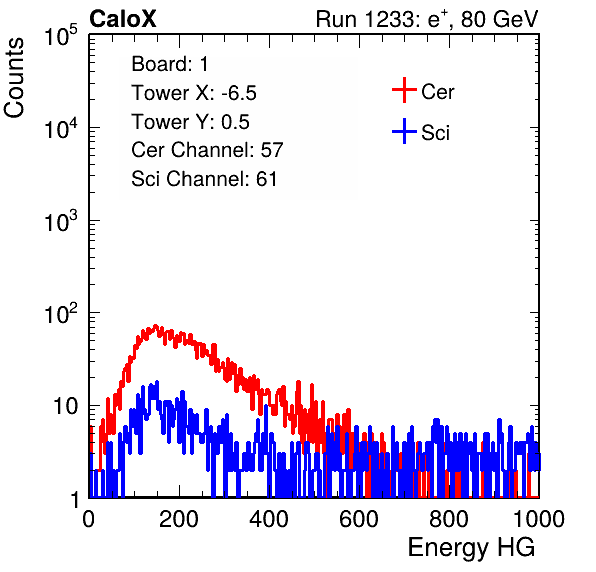 CaloX Run 1233: e⁺, 80 GeV
Counts
10⁵
10⁴
10³
10²
10
1
Board: 1
Tower X: -6.5
Tower Y: 0.5
Cer Channel: 57
Sci Channel: 61
Cer
Sci
0 200 400 600 800 1000
Energy HG